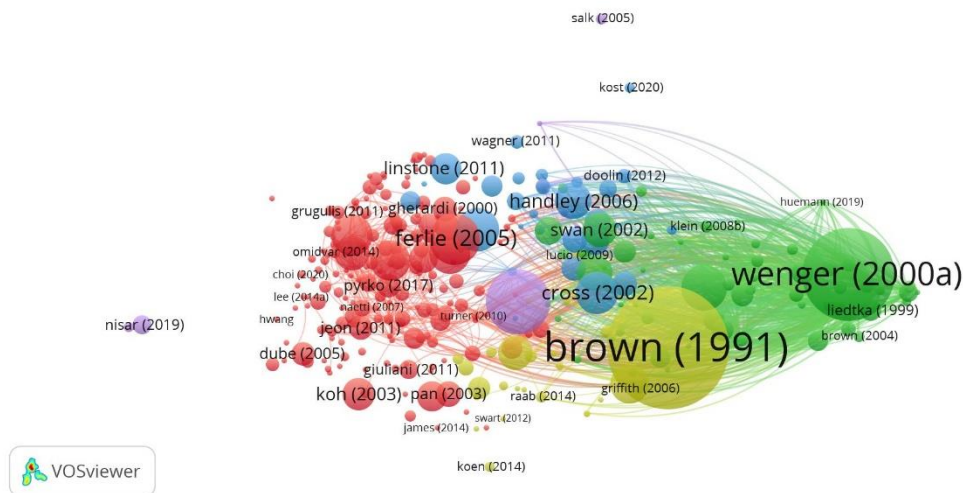 salk (2005)
kost (2020)
wagner (2011)
linstone (2011)
doolin (2012)
handley (2006)
huemann (2019)
grugulis (2011)
gherardi (2000)
swan (2002)
klein (2008b)
ferlie (2005)
omidvar (2014)
lucio (2009)
choi (2020)
wenger (2000a)
pyrko (2017)
cross (2002)
lee (2014a)
naetti (2007)
liedtka (1999)
nisar (2019)
hwang
jeon (2011)
turner (2010)
brown (2004)
dube (2005)
brown (1991)
giuliani (2011)
griffith (2006)
koh (2003)
pan (2003)
raab (2014)
james (2014)
swart (2012)
koen (2014)
VOSviewer